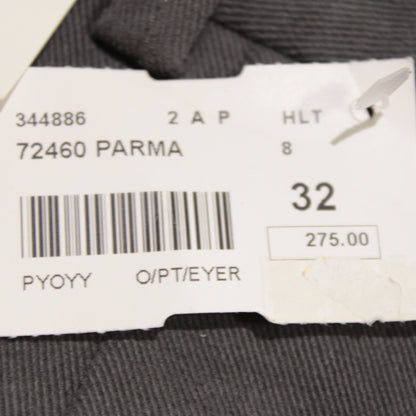 344886 2 A P HLT
72460 PARMA 8
32
275.00
PYOYY O/PT/EYER